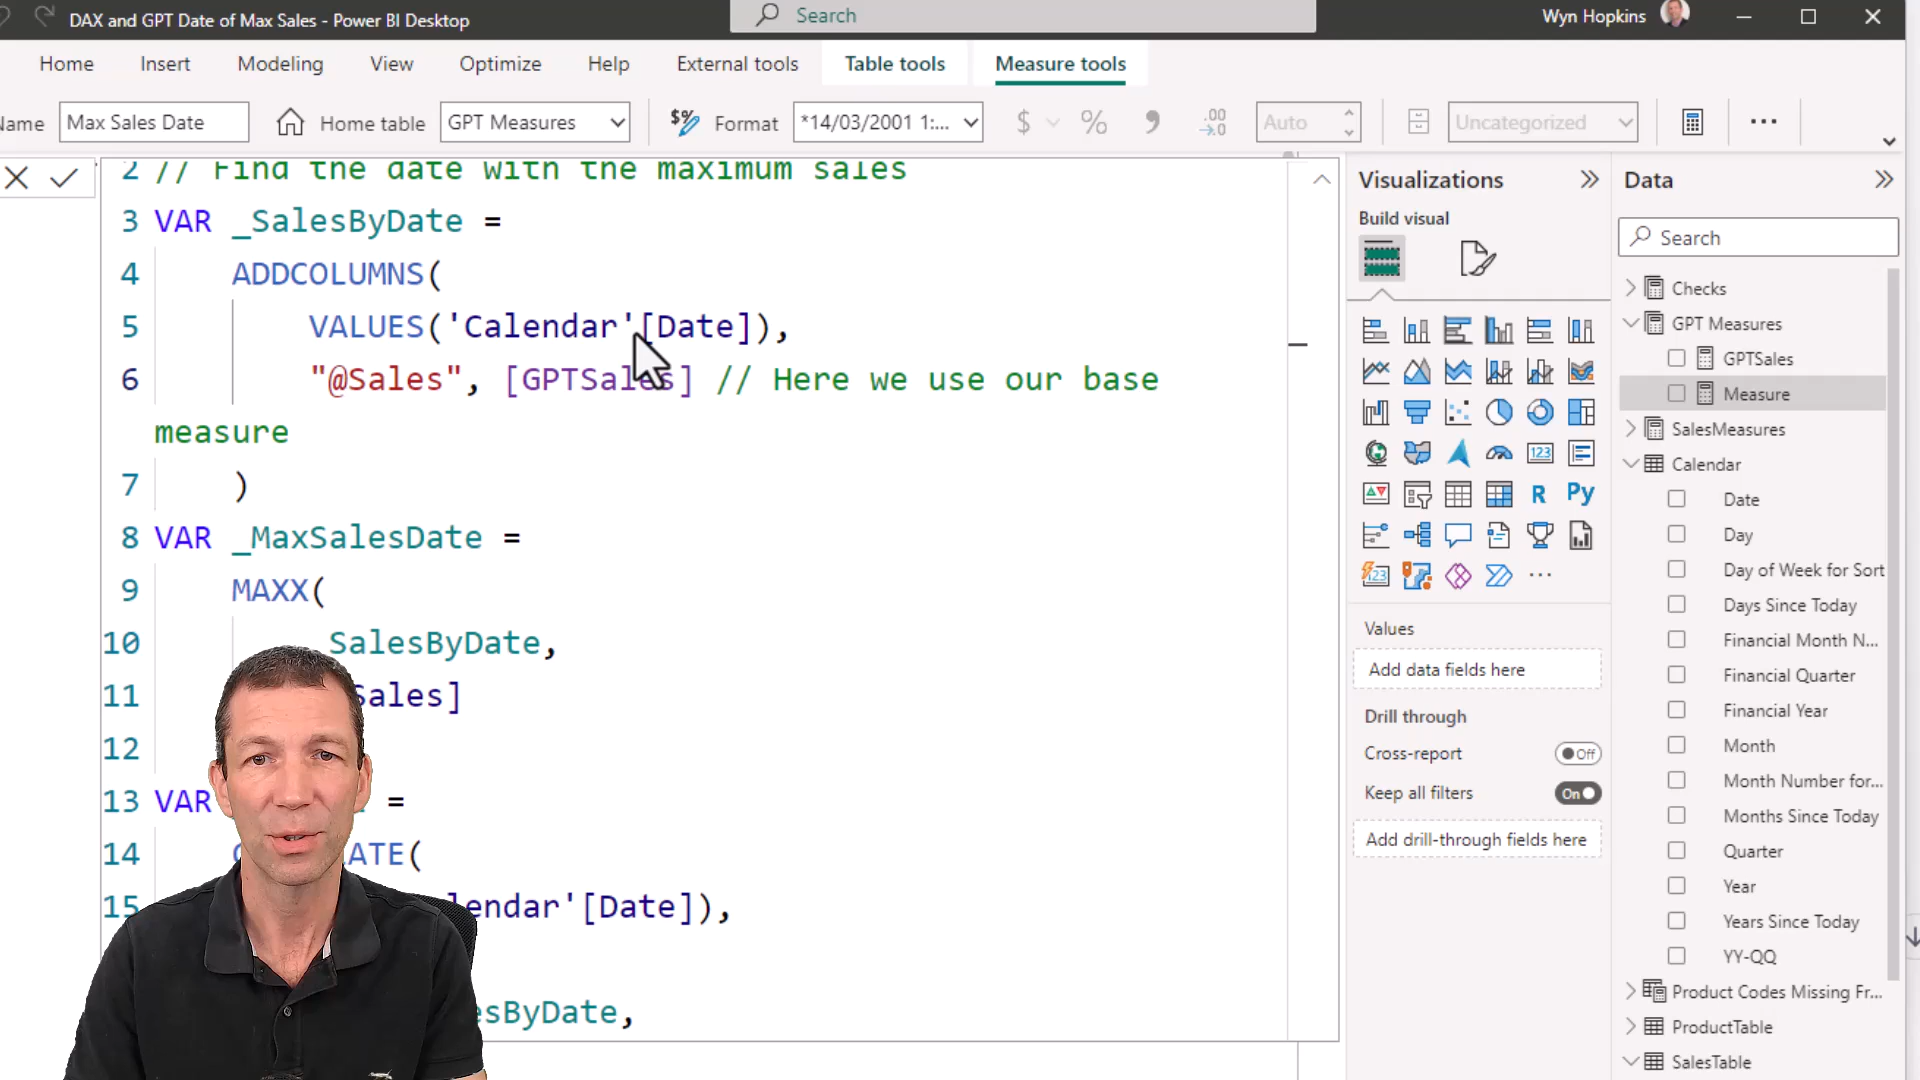 DAX and GPT Date of Max Sales - Power BI Desktop
Search
Wyn Hopkins
Home
Insert
Modeling
View
Optimize
Help
External tools
Table tools
Measure tools
Max Sales Date
Home table
GPT Measures
Format
*14/03/2001 1:...
$
%
.00
Auto
Uncategorized
...
2 // Find the date with the maximum sales
3 VAR _SalesByDate =
4 ADDCOLUMNS(
5 VALUES('Calendar'[Date]),
6 "@Sales", [GPTSales] // Here we use our base
measure
7 )
8 VAR _MaxSalesDate =
9 MAXX(
10 SalesByDate,
11 Sales]
12
13 VAR =
14 ATE(
15 lendar'[Date]),
esByDate,
Visualizations
Build visual
123
R
Py
123
...
Values
Add data fields here
Drill through
Cross-report
Off
Keep all filters
On
Add drill-through fields here
Data
Search
Checks
GPT Measures
GPTSales
Measure
SalesMeasures
Calendar
Date
Day
Day of Week for Sort
Days Since Today
Financial Month N...
Financial Quarter
Financial Year
Month
Month Number for...
Months Since Today
Quarter
Year
Years Since Today
YY-QQ
Product Codes Missing Fr...
ProductTable
SalesTable